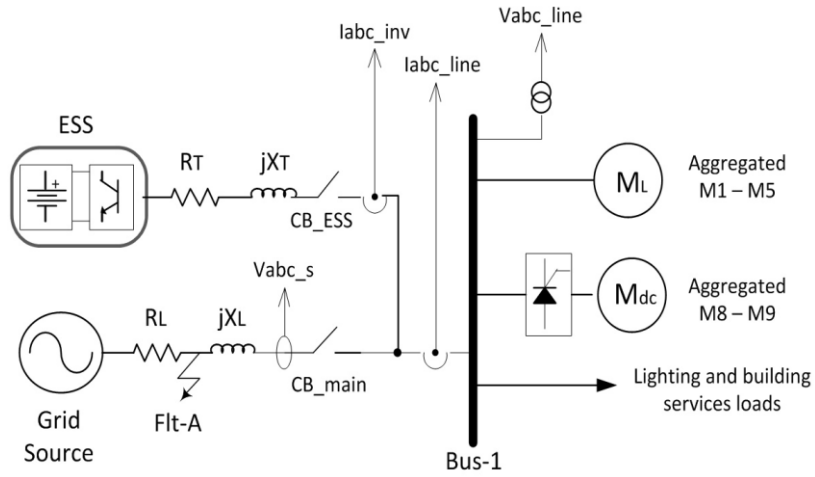 Vabc_line
Iabc_inv
Iabc_line
ESS
+
RT
jXT
CB_ESS
ML
Aggregated
M1 – M5
Vabc_s
RL
jXL
CB_main
Mdc
Aggregated
M8 – M9
Flt-A
Grid
Source
Lighting and building
services loads
Bus-1